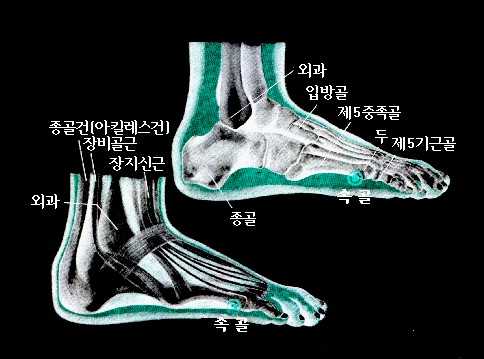 외과
입방골
제5중족골
두
제5기근골
종골건(아킬레스건)
장비골근
장지신근
외과
종골
속 골
속 골